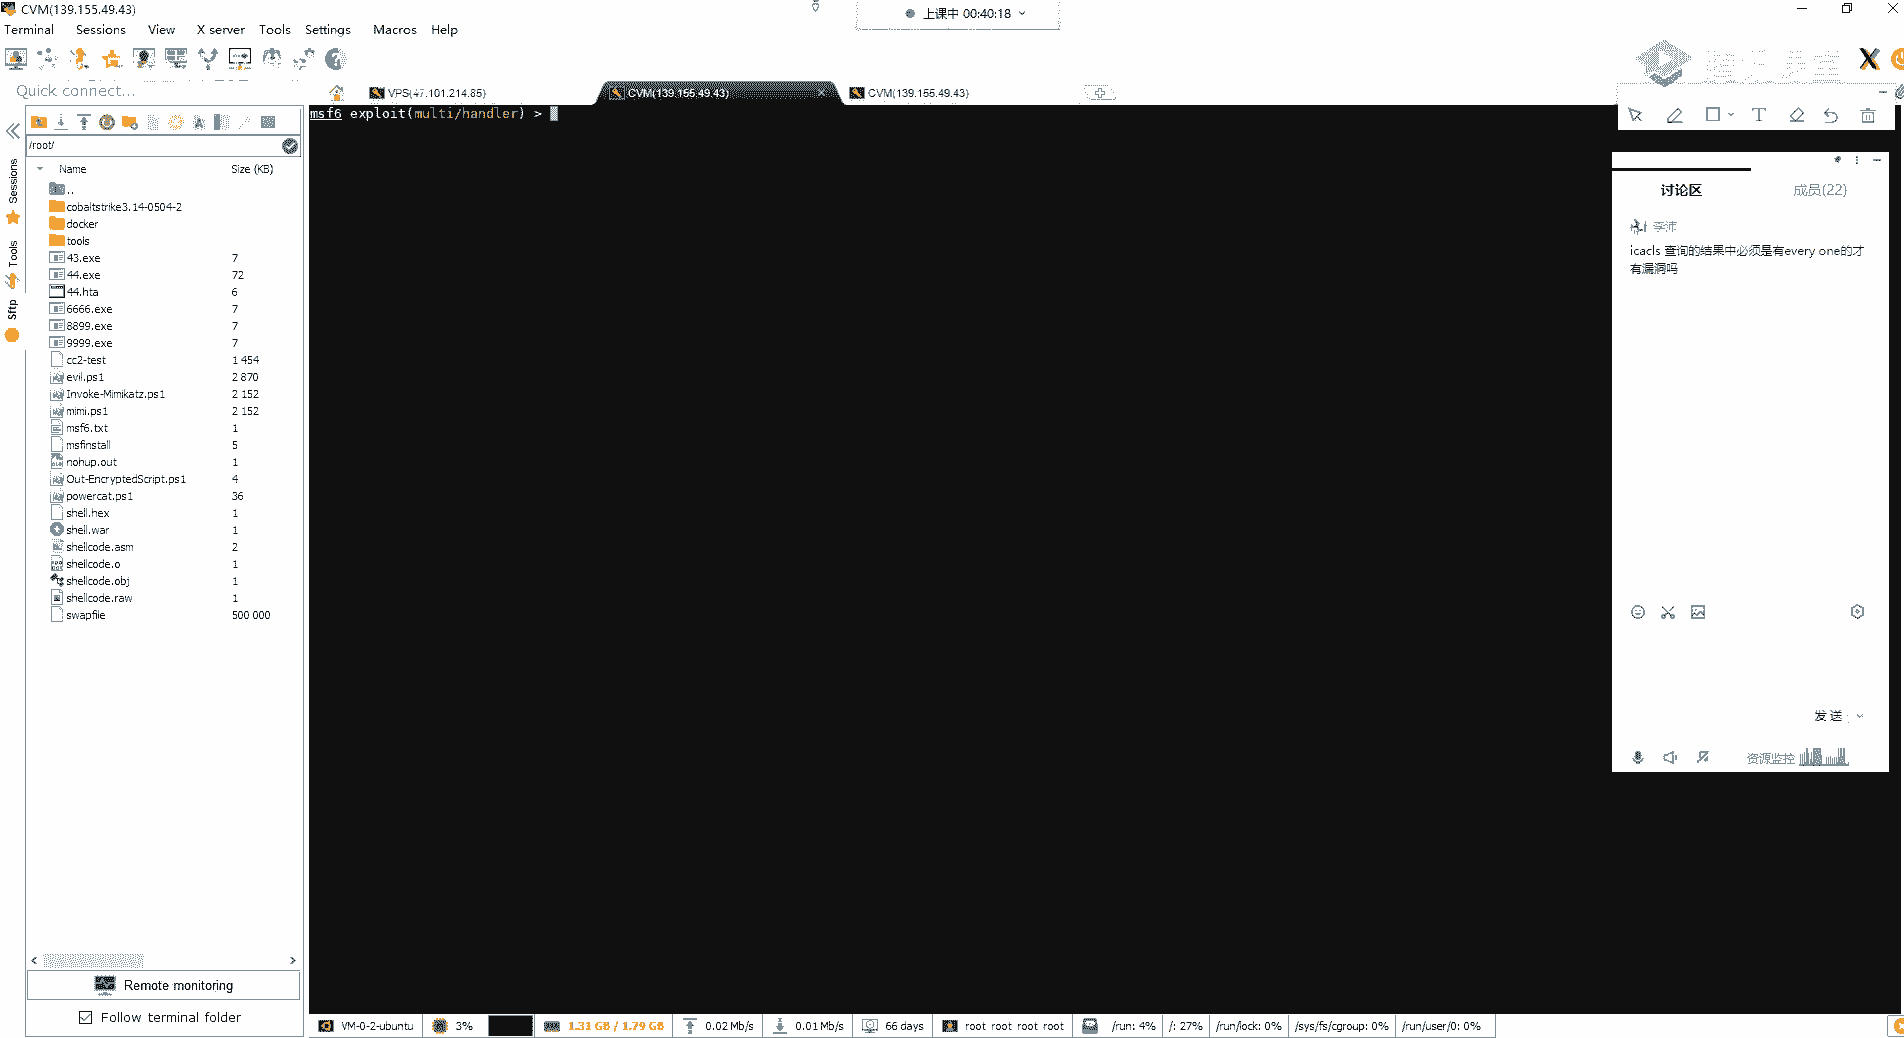 CVM(139.155.49.43)
上课中 00:40:18
Terminal Sessions View X server Tools Settings Macros Help
Quick connect...
VPS(47.101.214.85) CVM(139.155.49.43) CVM(139.155.49.43)
/root/
Name Size (KB)
..
cobaltstrike3.14-0504-2
docker
tools
43.exe 7
44.exe 72
44.hta 6
6666.exe 7
8899.exe 7
9999.exe 7
cc2-test 1 454
evil.ps1 2 870
Invoke-Mimikatz.ps1 2 152
mimi.ps1 2 152
msf6.txt 1
msfinstall 5
nohup.out 1
Out-EncryptedScript.ps1 4
powercat.ps1 36
shell.hex 1
shell.war 1
shellcode.asm 2
shellcode.o 1
shellcode.obj 1
shellcode.raw 1
swapfile 500 000
Sessions
Tools
Sftp
Remote monitoring
Follow terminal folder
msf6 exploit(multi/handler) >
讨论区 成员(22)
李沛
icacls 查询的结果中必须是有every one的才
有漏洞吗
发送
资源监控
VM-0-2-ubuntu 3% 1.31 GB / 1.79 GB 0.02 Mb/s 0.01 Mb/s 66 days root root root root /run: 4% /: 27% /run/lock: 0% /sys/fs/cgroup: 0% /run/user/0: 0%